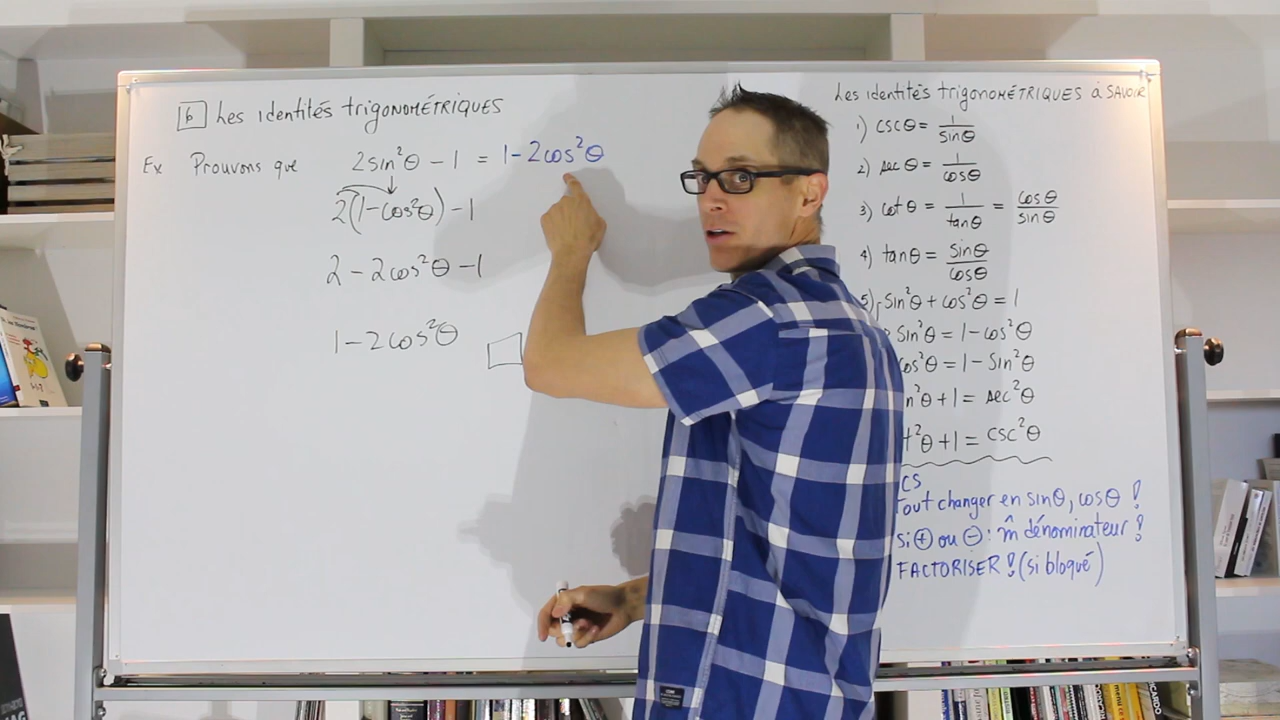 6 Les identités trigonoMÉTRIQUES
Ex Prouvons que 2sin²θ - 1 = 1 - 2cos²θ
2(1-cos²θ) - 1
2 - 2cos²θ - 1
1 - 2cos²θ
Les identités trigonoMÉTRIQUES à SAVOIR
1) cscθ = 1/sinθ
2) secθ = 1/cosθ
3) cotθ = 1/tanθ = cosθ/sinθ
4) tanθ = sinθ/cosθ
5) sin²θ + cos²θ = 1
sin²θ = 1 - cos²θ
cos²θ = 1 - sin²θ
n²θ + 1 = sec²θ
t²θ + 1 = csc²θ
CS
Tout changer en sinθ, cosθ !
si ⊕ ou ⊖ : m̂ dénominateur !
FACTORISER ! (si bloqué)